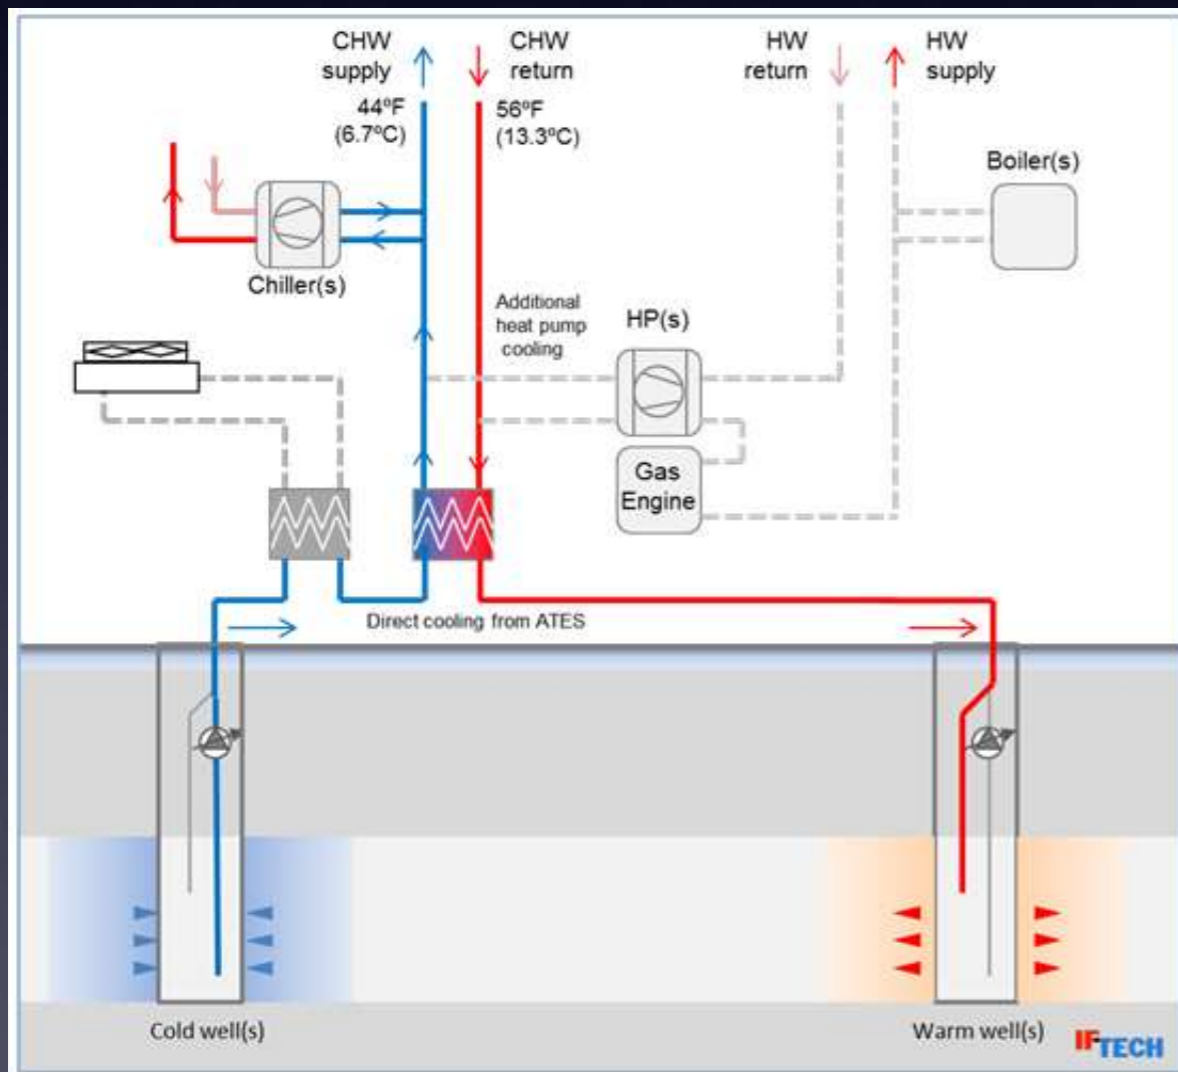 CHW
supply
CHW
return
HW
return
HW
supply
44ºF
(6.7ºC)
56ºF
(13.3ºC)
Boiler(s)
Chiller(s)
Additional
heat pump
cooling
HP(s)
Gas
Engine
Direct cooling from ATES
Cold well(s)
Warm well(s)
IFTECH